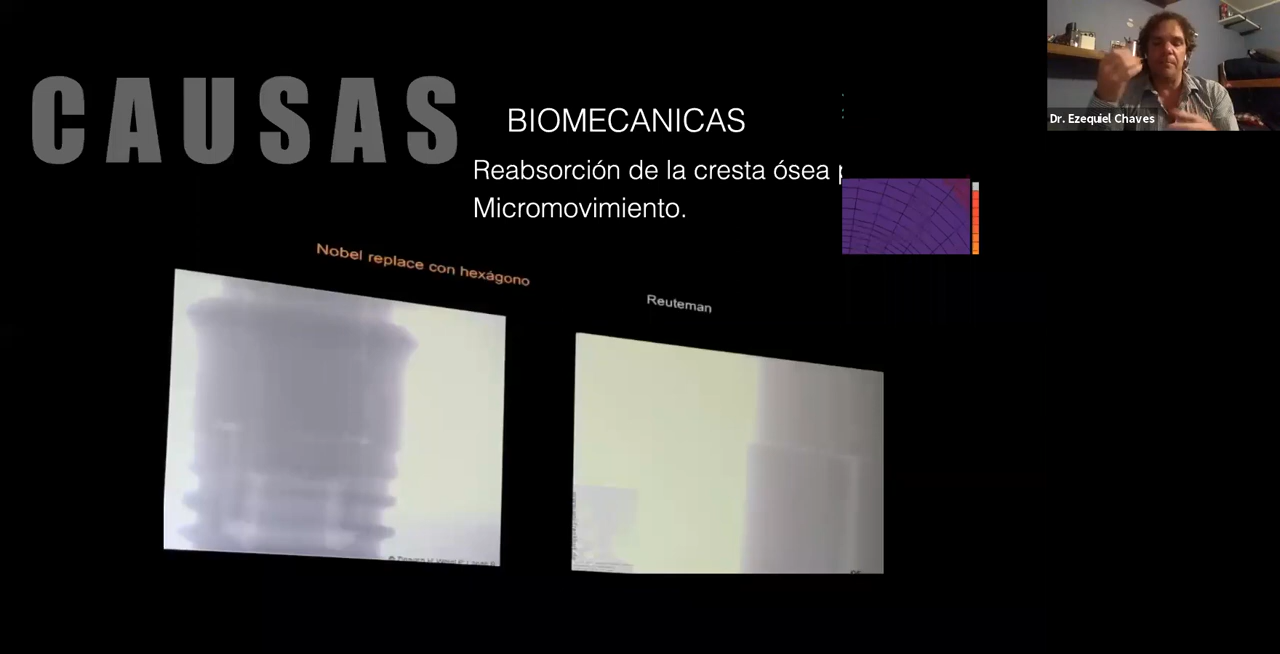 CAUSAS
BIOMECANICAS
Reabsorción de la cresta ósea
Micromovimiento.
Nobel replace con hexágono
Reuteman
Dr. Ezequiel Chaves